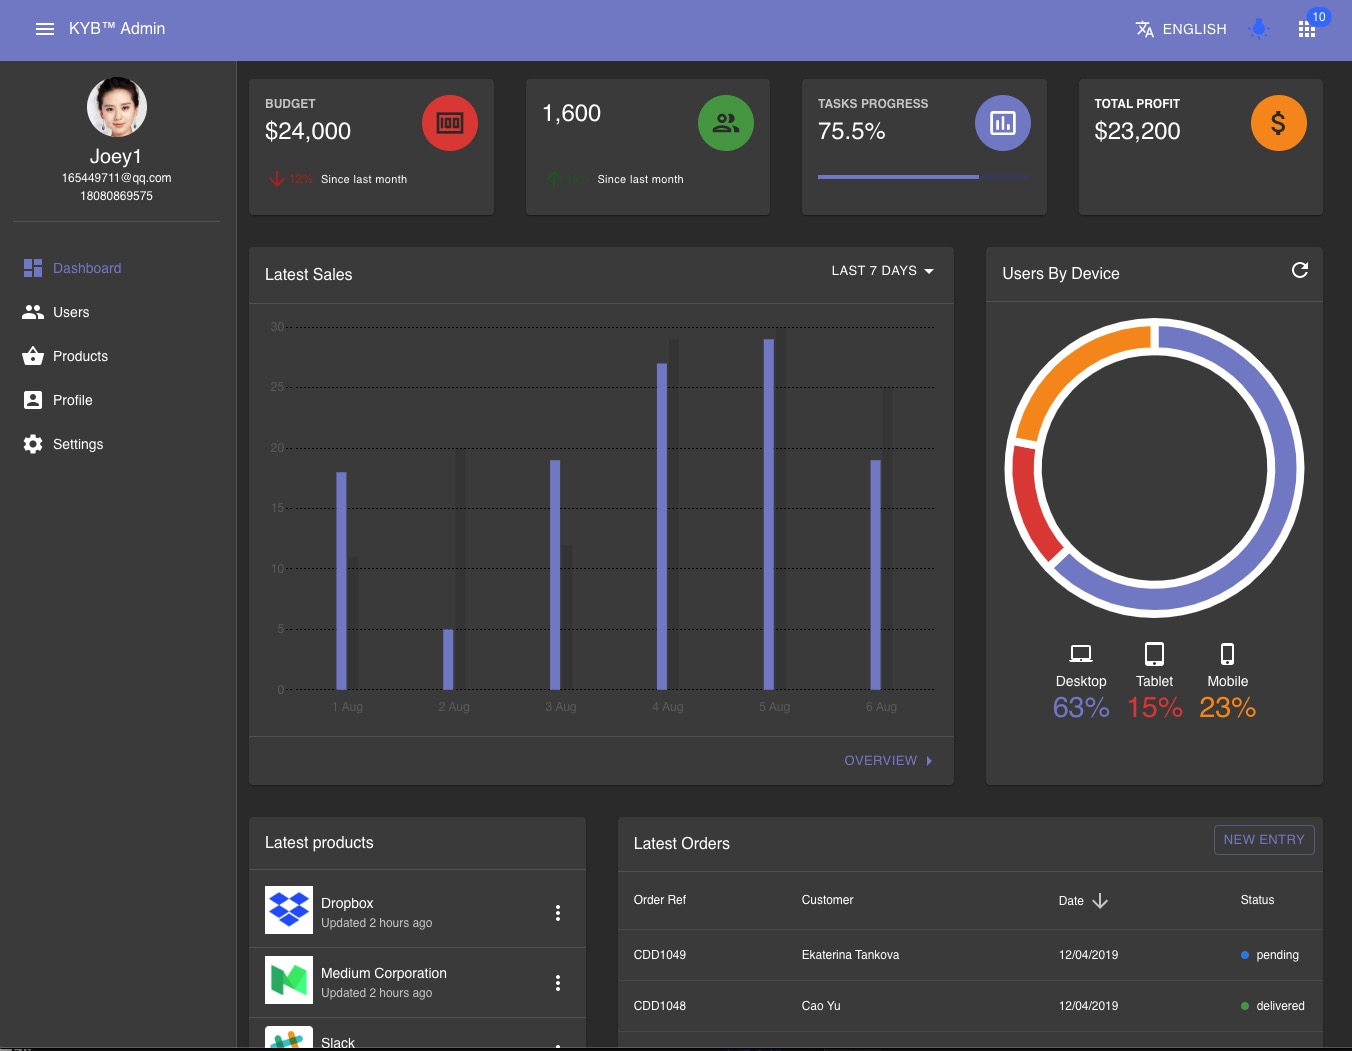 KYB™ Admin
ENGLISH
10
Joey1
165449711@qq.com
18080869575
Dashboard
Users
Products
Profile
Settings
BUDGET
$24,000
12%
Since last month
1,600
Since last month
TASKS PROGRESS
75.5%
TOTAL PROFIT
$23,200
Latest Sales
LAST 7 DAYS
30
25
20
15
10
5
0
1 Aug
2 Aug
3 Aug
4 Aug
5 Aug
6 Aug
OVERVIEW
Users By Device
Desktop
63%
Tablet
15%
Mobile
23%
Latest products
Dropbox
Updated 2 hours ago
Medium Corporation
Updated 2 hours ago
Slack
Latest Orders
NEW ENTRY
Order Ref Customer Date Status
CDD1049 Ekaterina Tankova 12/04/2019 pending
CDD1048 Cao Yu 12/04/2019 delivered